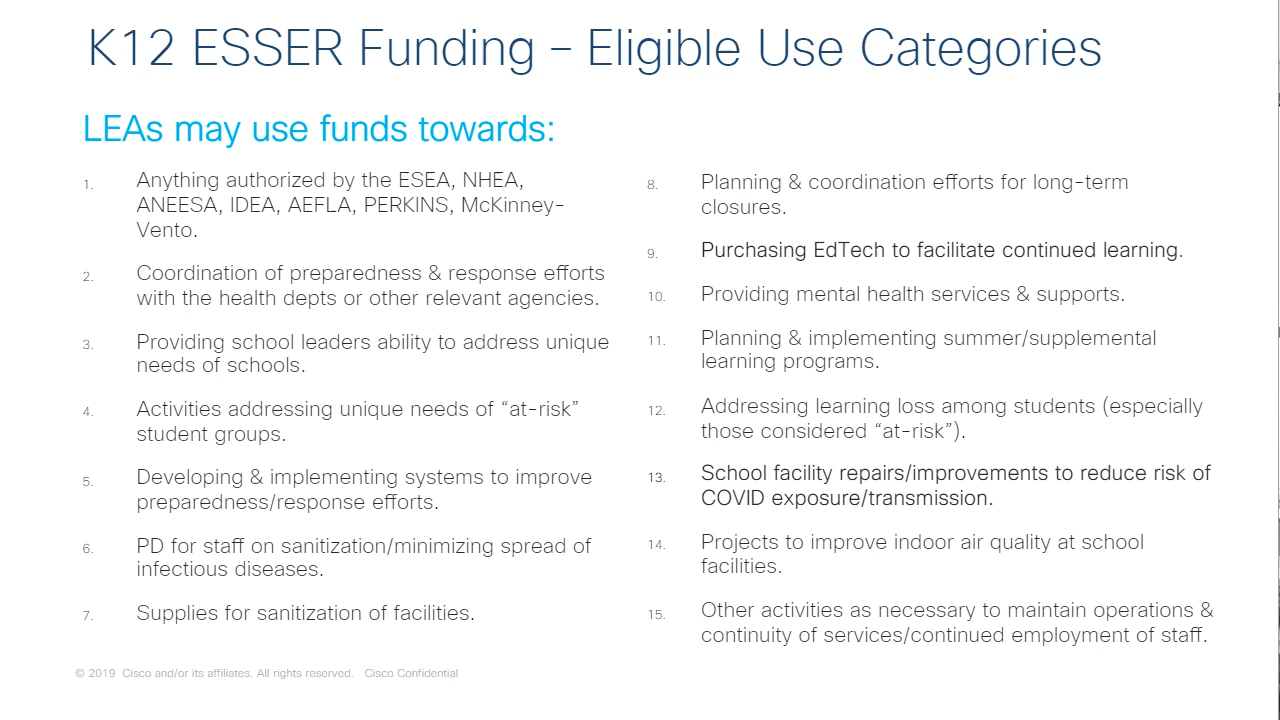 K12 ESSER Funding – Eligible Use Categories
LEAs may use funds towards:
1. Anything authorized by the ESEA, NHEA,
ANEESA, IDEA, AEFLA, PERKINS, McKinney-
Vento.
2. Coordination of preparedness & response efforts
with the health depts or other relevant agencies.
3. Providing school leaders ability to address unique
needs of schools.
4. Activities addressing unique needs of “at-risk”
student groups.
5. Developing & implementing systems to improve
preparedness/response efforts.
6. PD for staff on sanitization/minimizing spread of
infectious diseases.
7. Supplies for sanitization of facilities.
8. Planning & coordination efforts for long-term
closures.
9. Purchasing EdTech to facilitate continued learning.
10. Providing mental health services & supports.
11. Planning & implementing summer/supplemental
learning programs.
12. Addressing learning loss among students (especially
those considered “at-risk”).
13. School facility repairs/improvements to reduce risk of
COVID exposure/transmission.
14. Projects to improve indoor air quality at school
facilities.
15. Other activities as necessary to maintain operations &
continuity of services/continued employment of staff.
© 2019 Cisco and/or its affiliates. All rights reserved. Cisco Confidential